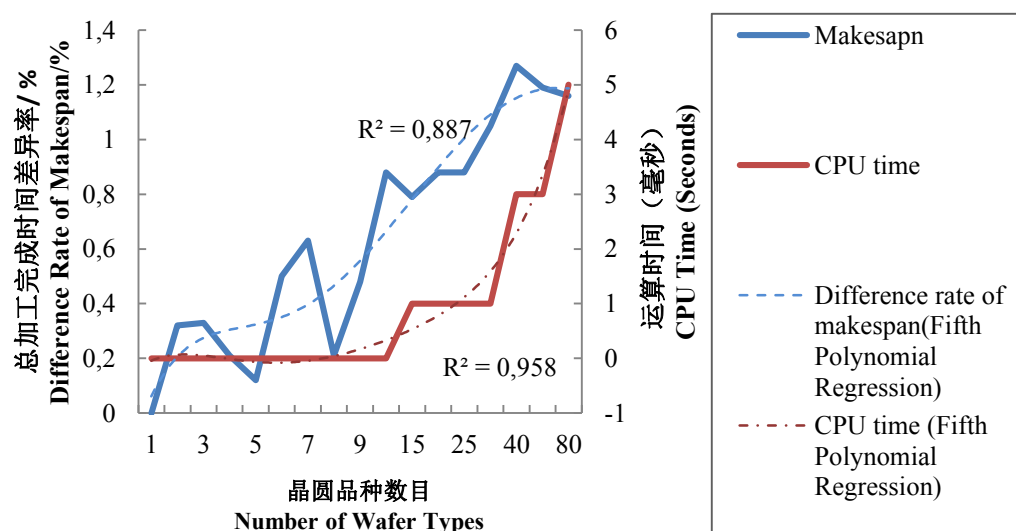 总加工完成时间差异率/%
Difference Rate of Makespan/%
1,4
1,2
1
0,8
0,6
0,4
0,2
0
R² = 0,887
R² = 0,958
6
5
4
3
2
1
0
-1
运算时间（毫秒）
CPU Time (Seconds)
1 3 5 7 9 15 25 40 80
晶圆品种数目
Number of Wafer Types
Makesapn
CPU time
Difference rate of
makespan(Fifth
Polynomial
Regression)
CPU time (Fifth
Polynomial
Regression)